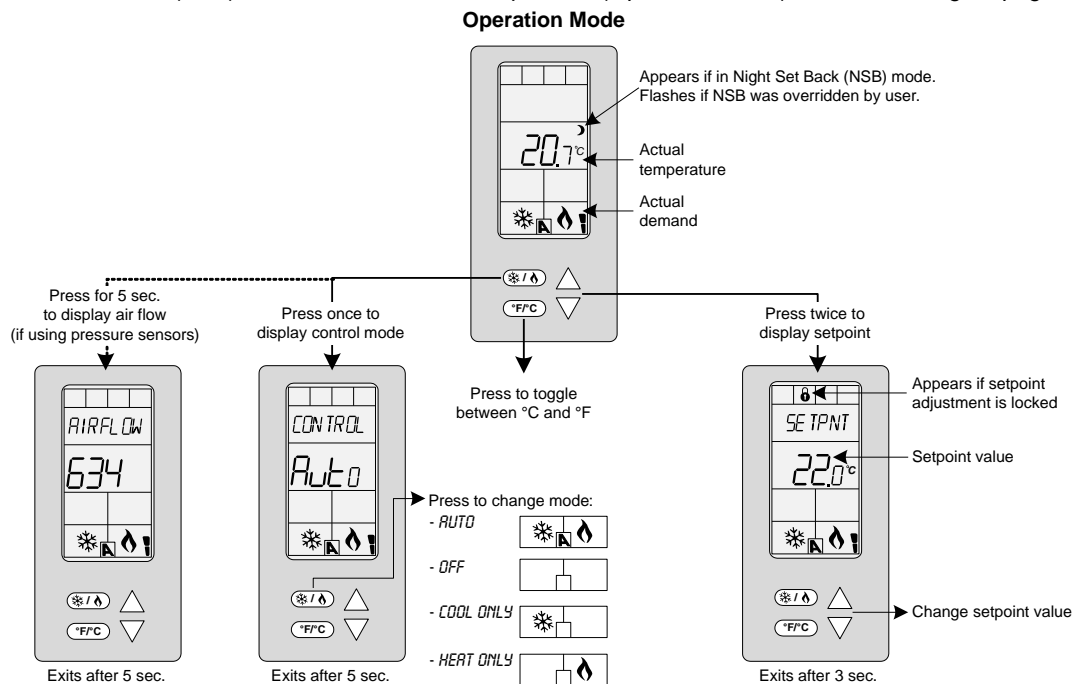 Operation Mode
Appears if in Night Set Back (NSB) mode.
Flashes if NSB was overridden by user.
20.7°C
Actual
temperature
Actual
demand
A
❄/🔥
°F/°C
Press for 5 sec.
to display air flow
(if using pressure sensors)
Press once to
display control mode
Press to toggle
between °C and °F
Press twice to
display setpoint
AIRFLOW
634
A
❄/🔥
°F/°C
Exits after 5 sec.
CONTROL
Auto
A
❄/🔥
°F/°C
Exits after 5 sec.
Press to change mode:
- AUTO
A
- OFF
- COOL ONLY
- HEAT ONLY
Appears if setpoint
adjustment is locked
SETPNT
Setpoint value
22.0°C
A
❄/🔥
°F/°C
Change setpoint value
Exits after 3 sec.